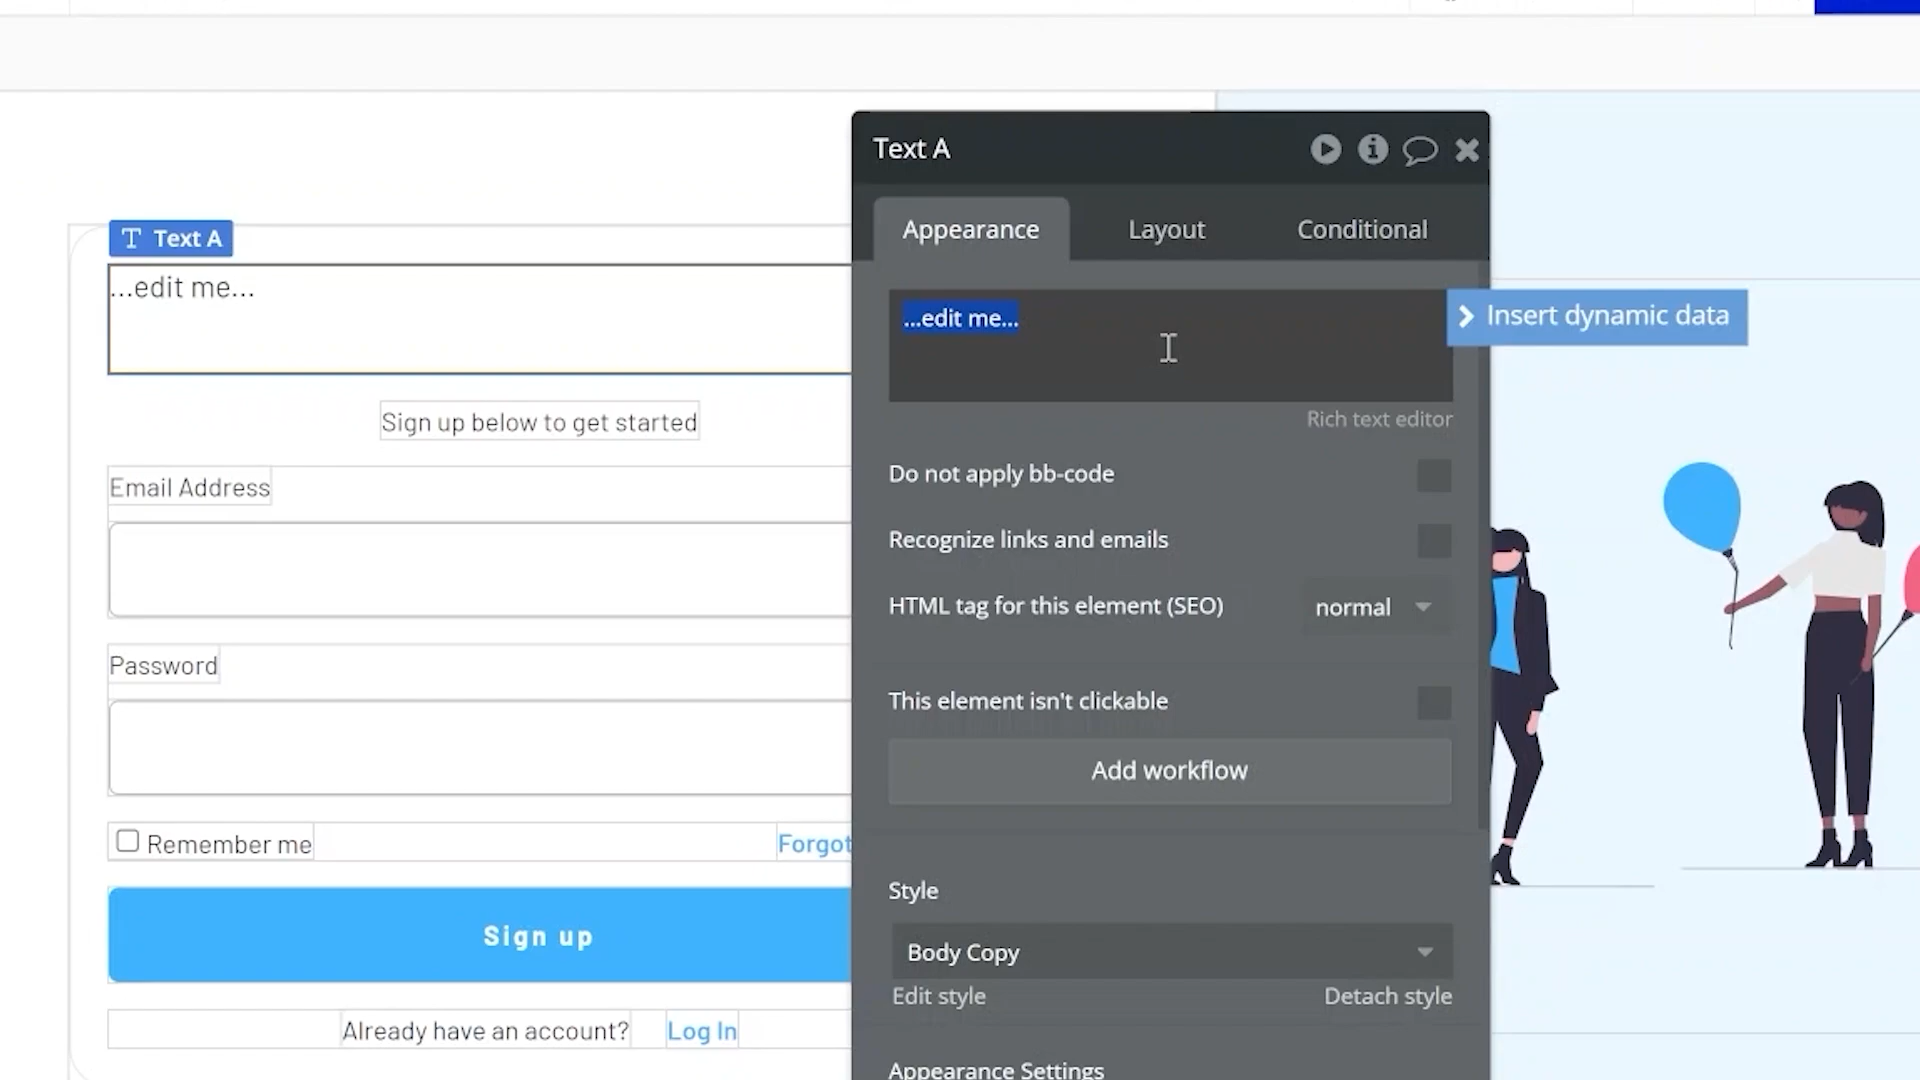 Text A
Text A
...edit me...
Sign up below to get started
Email Address
Password
Remember me
Forgot
Sign up
Already have an account? Log In
Appearance
Layout
Conditional
...edit me...
Insert dynamic data
Rich text editor
Do not apply bb-code
Recognize links and emails
HTML tag for this element (SEO)
normal
This element isn't clickable
Add workflow
Style
Body Copy
Edit style
Detach style
Appearance Settings